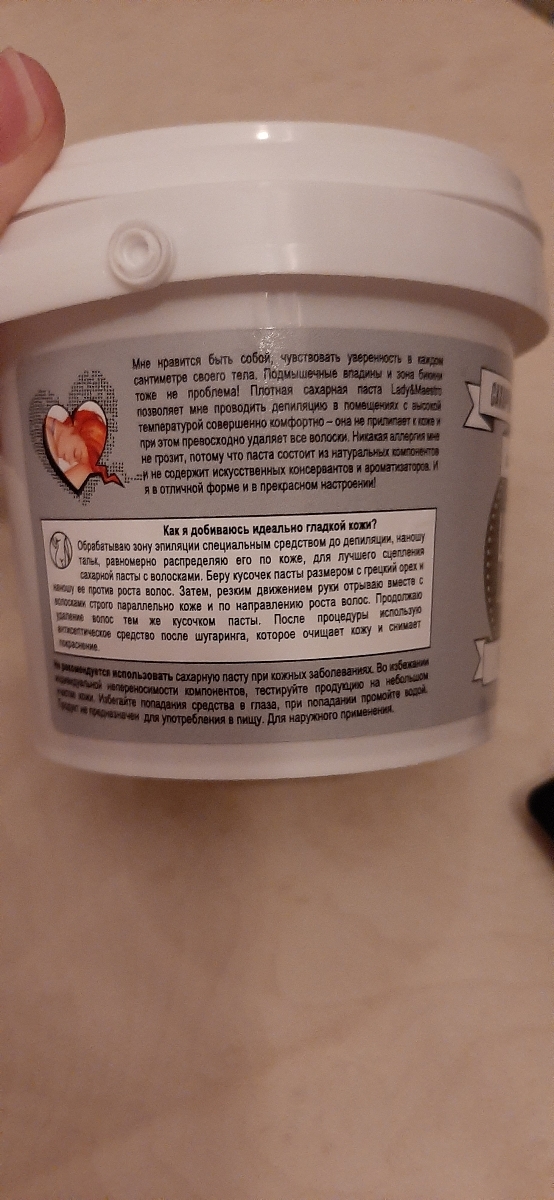 Мне нравится быть собой, чувствовать уверенность в каждом
сантиметре своего тела. Подмышечные впадины и зона бикини
тоже не проблема! Плотная сахарная паста Lady&Maestro
позволяет мне проводить депиляцию в помещениях с высокой
температурой совершенно комфортно – она не прилипает к коже и
при этом превосходно удаляет все волоски. Никакая аллергия мне
не грозит, потому что паста состоит из натуральных компонентов
и не содержит искусственных консервантов и ароматизаторов. И
я в отличной форме и в прекрасном настроении!
Как я добиваюсь идеально гладкой кожи?
Обрабатываю зону эпиляции специальным средством до депиляции, наношу
тальк, равномерно распределяю его по коже, для лучшего сцепления
сахарной пасты с волосками. Беру кусочек пасты размером с грецкий орех и
наношу ее против роста волос. Затем, резким движением руки отрываю вместе с
волосками строго параллельно коже и по направлению роста волос. Продолжаю
удаление волос тем же кусочком пасты. После процедуры использую
антисептическое средство после шугаринга, которое очищает кожу и снимает
покраснение.
Не рекомендуется использовать сахарную пасту при кожных заболеваниях. Во избежании
индивидуальной непереносимости компонентов, тестируйте продукцию на небольшом
участке кожи. Избегайте попадания средства в глаза, при попадании промойте водой.
Продукт не предназначен для употребления в пищу. Для наружного применения.